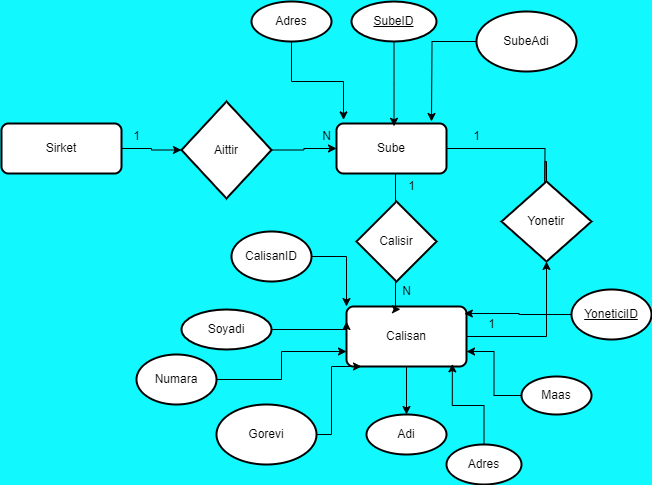 Adres
SubeID
SubeAdi
Sirket
1
Aittir
N
Sube
1
1
Yonetir
Calisir
CalisanID
N
YoneticiID
Soyadi
Calisan
1
Numara
Maas
Gorevi
Adi
Adres